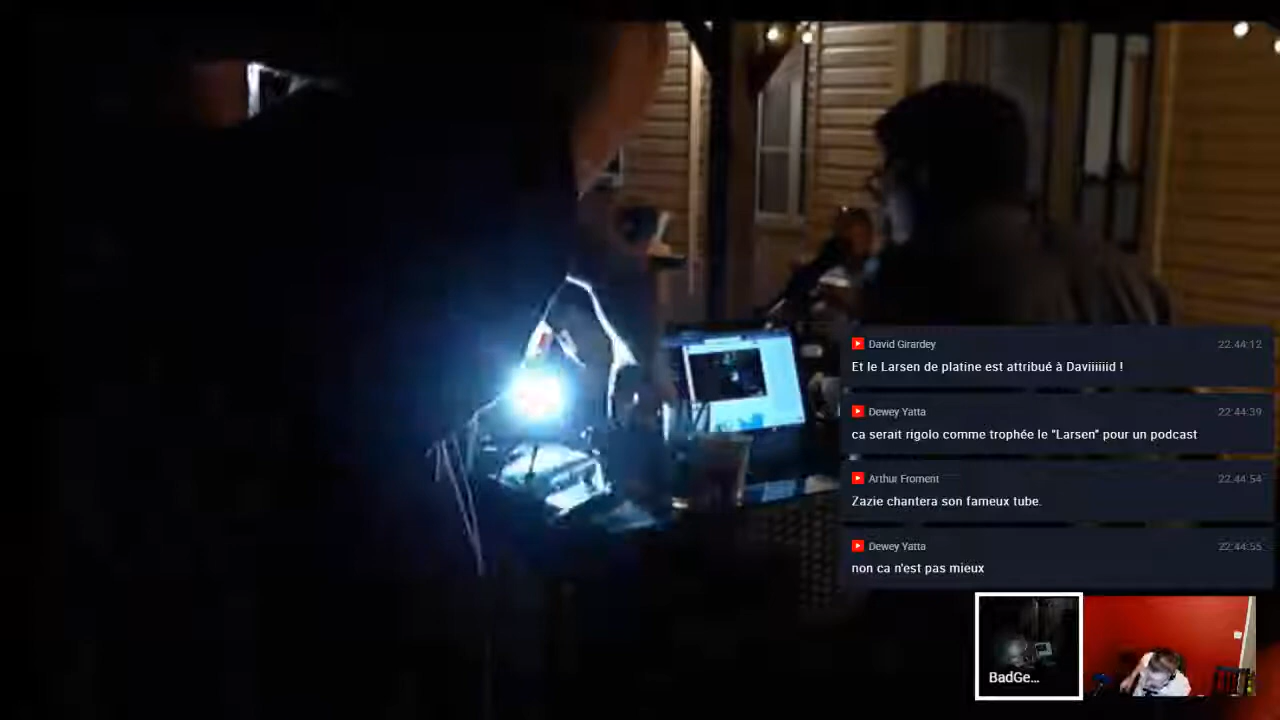 David Girardey 22:44:12
Et le Larsen de platine est attribué à Daviiiiiid !
Dewey Yatta 22:44:39
ca serait rigolo comme trophée le "Larsen" pour un podcast
Arthur Froment 22:44:54
Zazie chantera son fameux tube.
Dewey Yatta 22:44:55
non ca n'est pas mieux
BadGe...